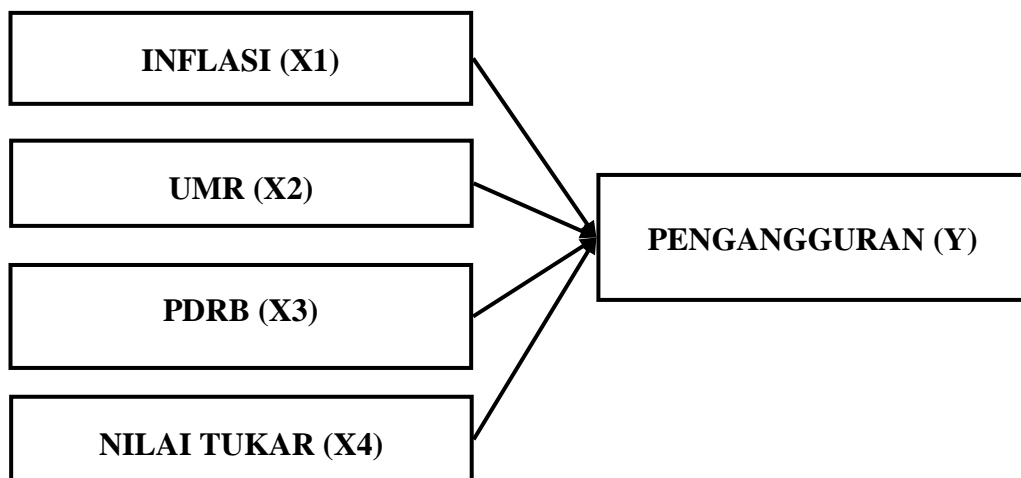 INFLASI (X1)
UMR (X2)
PENGANGGURAN (Y)
PDRB (X3)
NILAI TUKAR (X4)